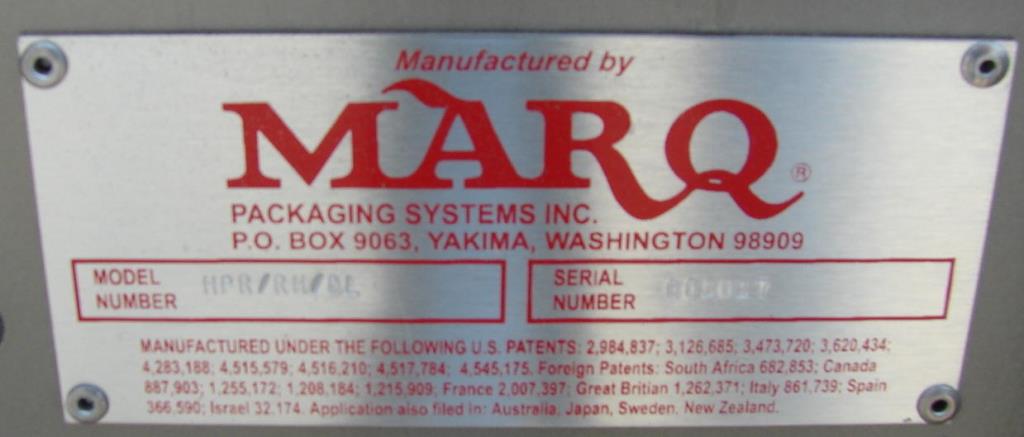 Manufactured by
MARQ®
PACKAGING SYSTEMS INC.
P.O. BOX 9063, YAKIMA, WASHINGTON 98909
MODEL NUMBER HPR/RH/DL
SERIAL NUMBER
MANUFACTURED UNDER THE FOLLOWING U.S. PATENTS: 2,984,837; 3,126,685; 3,473,720; 3,620,434;
4,283,188; 4,515,579; 4,516,210; 4,517,784; 4,545,175. Foreign Patents: South Africa 682,853; Canada
887,903; 1,255,172; 1,208,184; 1,215,909; France 2,007,397; Great Britian 1,262,371; Italy 861,739; Spain
366,590; Israel 32,174. Application also filed in: Australia, Japan, Sweden, New Zealand.